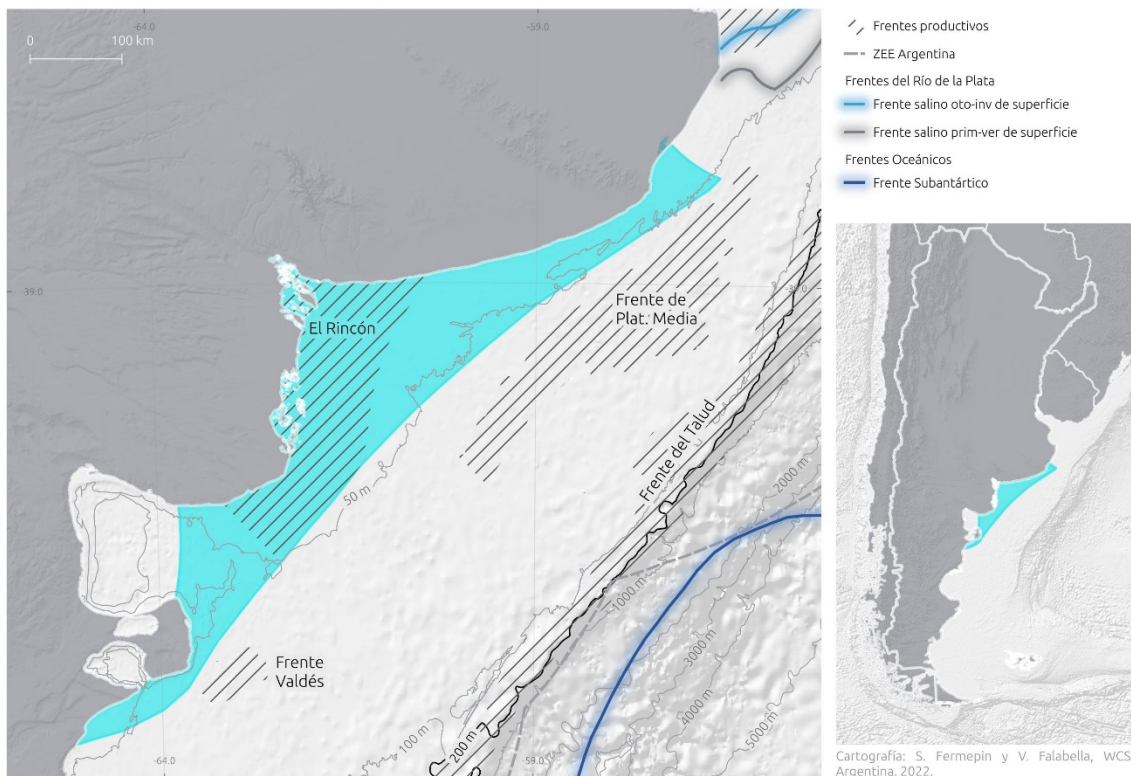 -64.0
-59.0
0
100 km
-39.0
-39.0
El Rincón
Frente de
Plat. Media
50 m
Frente del Talud
2000 m
1000 m
3000 m
Frente
Valdés
4000 m
5000 m
100 m
200 m
-64.0
-59.0
Frentes productivos
ZEE Argentina
Frentes del Río de la Plata
Frente salino oto-inv de superficie
Frente salino prim-ver de superficie
Frentes Oceánicos
Frente Subantártico
Cartografía: S. Fermepin y V. Falabella, WCS
Argentina. 2022.